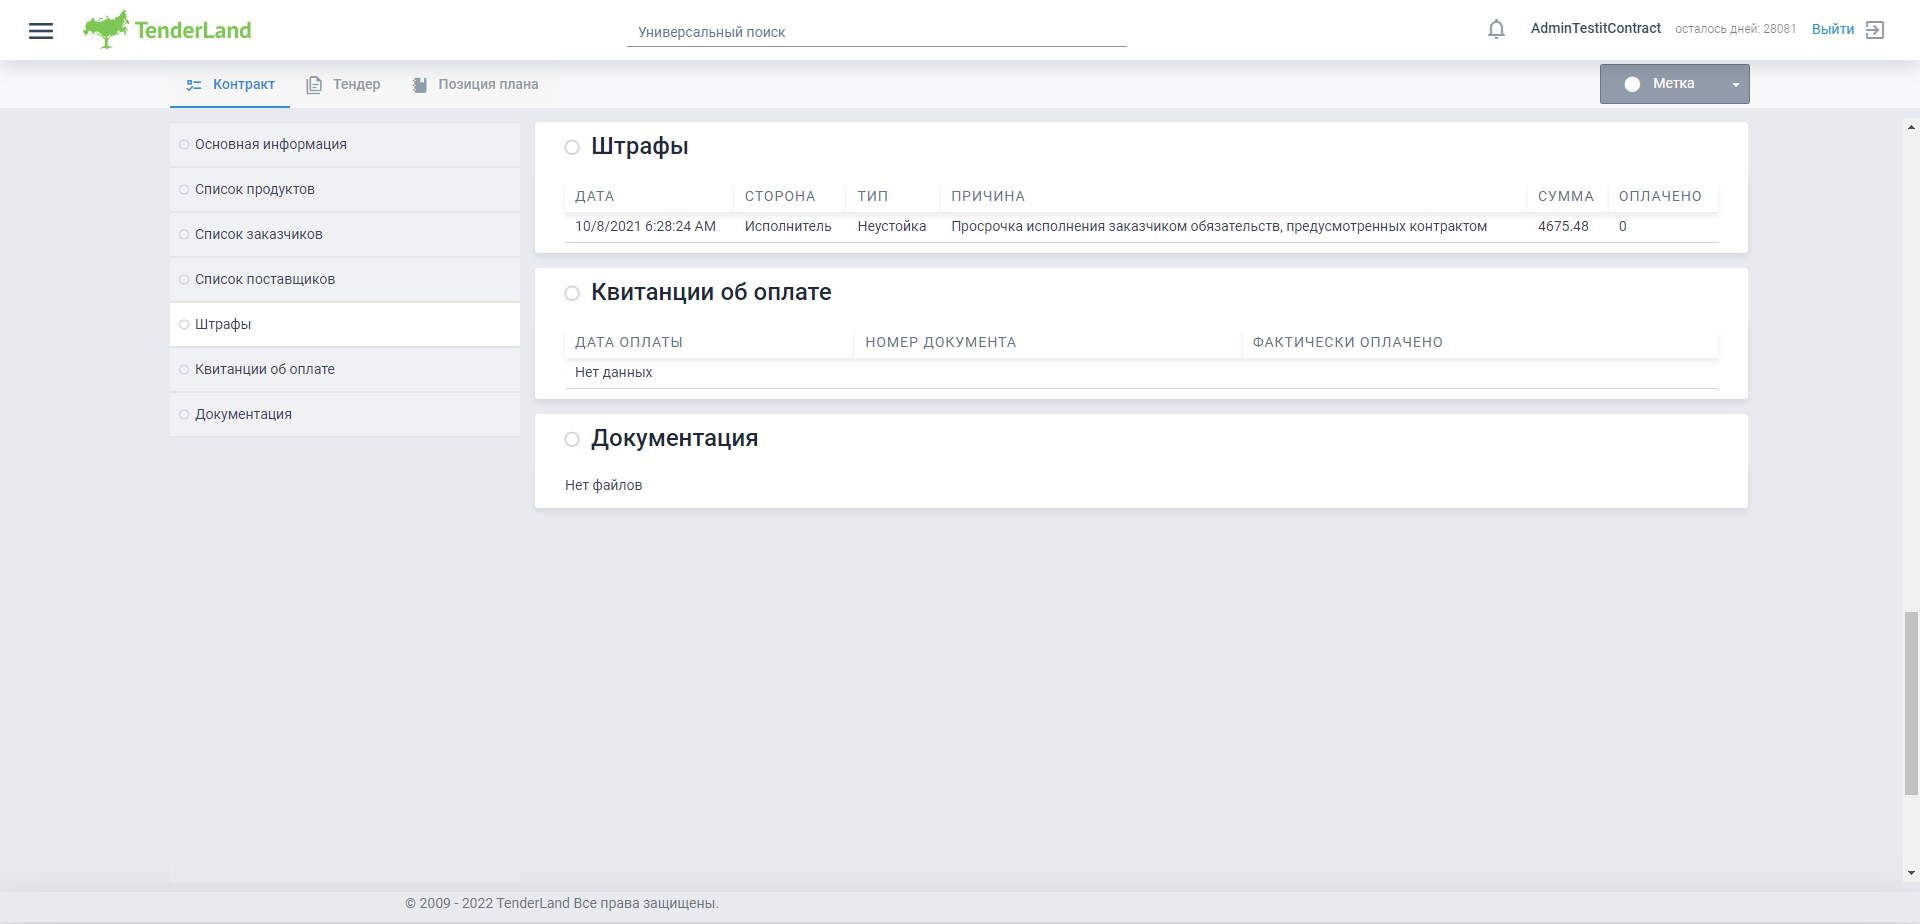 TenderLand
Универсальный поиск
AdminTestitContract
осталось дней: 28081
Выйти
Контракт
Тендер
Позиция плана
Метка
Основная информация
Список продуктов
Список заказчиков
Список поставщиков
Штрафы
Квитанции об оплате
Документация
Штрафы
ДАТА СТОРОНА ТИП ПРИЧИНА СУММА ОПЛАЧЕНО
10/8/2021 6:28:24 AM Исполнитель Неустойка Просрочка исполнения заказчиком обязательств, предусмотренных контрактом 4675.48 0
Квитанции об оплате
ДАТА ОПЛАТЫ НОМЕР ДОКУМЕНТА ФАКТИЧЕСКИ ОПЛАЧЕНО
Нет данных
Документация
Нет файлов
© 2009 - 2022 TenderLand Все права защищены.